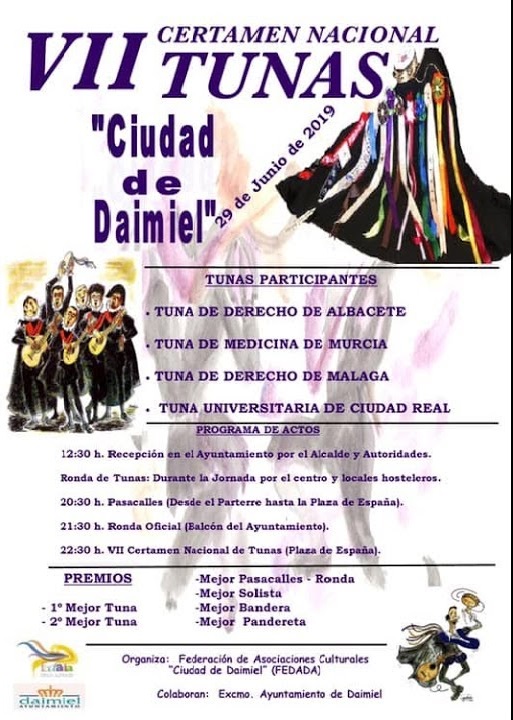 VII
CERTAMEN NACIONAL
TUNAS
"Ciudad
de
Daimiel"
29 de Junio de 2019
TUNAS PARTICIPANTES
• TUNA DE DERECHO DE ALBACETE
• TUNA DE MEDICINA DE MURCIA
• TUNA DE DERECHO DE MALAGA
• TUNA UNIVERSITARIA DE CIUDAD REAL
PROGRAMA DE ACTOS
12:30 h. Recepción en el Ayuntamiento por el Alcalde y Autoridades.
Ronda de Tunas: Durante la Jornada por el centro y locales hosteleros.
20:30 h. Pasacalles (Desde el Parterre hasta la Plaza de España).
21:30 h. Ronda Oficial (Balcón del Ayuntamiento).
22:30 h. VII Certamen Nacional de Tunas (Plaza de España).
PREMIOS
- 1º Mejor Tuna
- 2º Mejor Tuna
-Mejor Pasacalles - Ronda
-Mejor Solista
-Mejor Bandera
-Mejor Pandereta
Organiza: Federación de Asociaciones Culturales
"Ciudad de Daimiel" (FEDADA)
Colaboran: Excmo. Ayuntamiento de Daimiel
daimiel
AYUNTAMIENTO